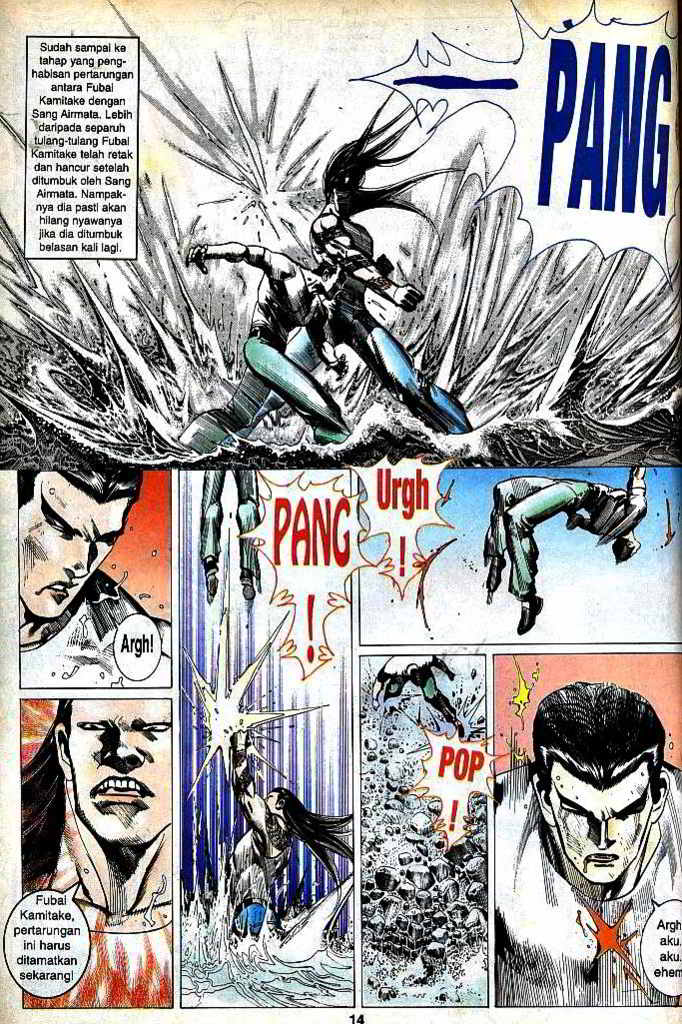 Sudah sampai ke
tahap yang peng-
habisan pertarungan
antara Fubai
Kamitake dengan
Sang Airmata. Lebih
daripada separuh
tulang-tulang Fubai
Kamitake telah retak
dan hancur setelah
ditumbuk oleh Sang
Airmata. Nampak-
nya dia pasti akan
hilang nyawanya
jika dia ditumbuk
belasan kali lagi.
PANG
Argh!
PANG
!
Urgh
!
Fubai
Kamitake,
pertarungan
ini harus
ditamatkan
sekarang!
POP
!
Argh
aku.
aku.
ehem
14